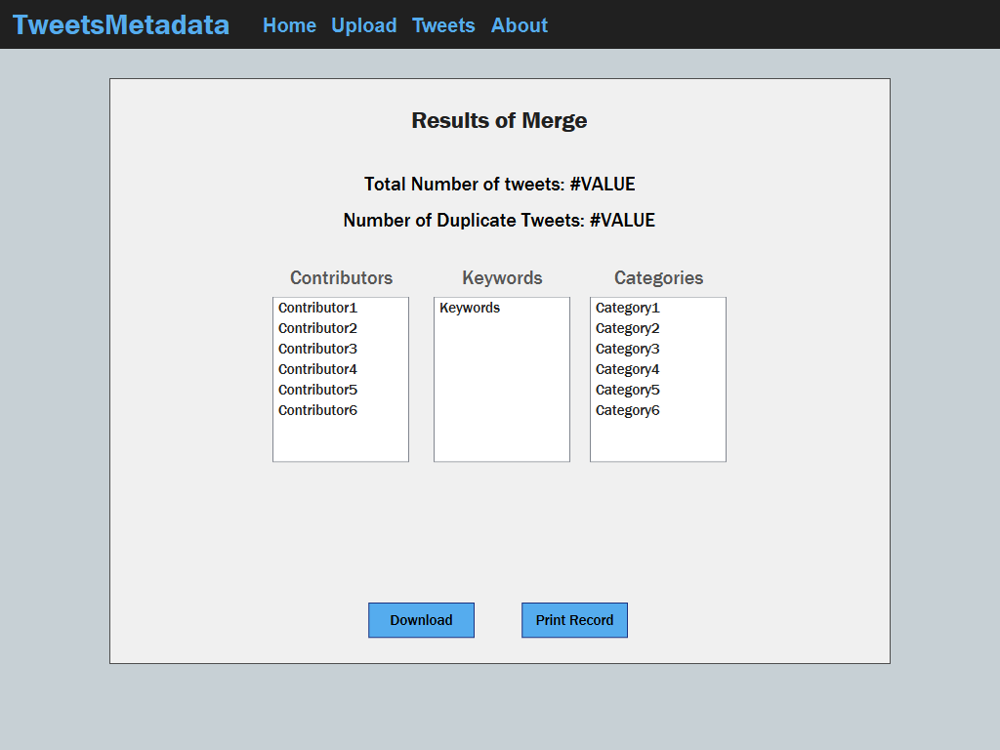 TweetsMetadata Home Upload Tweets About
Results of Merge
Total Number of tweets: #VALUE
Number of Duplicate Tweets: #VALUE
Contributors Keywords Categories
Contributor1 Keywords Category1
Contributor2 Category2
Contributor3 Category3
Contributor4 Category4
Contributor5 Category5
Contributor6 Category6
Download Print Record